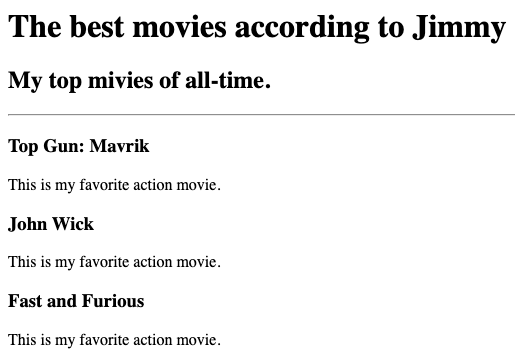 The best movies according to Jimmy
My top mivies of all-time.
Top Gun: Mavrik
This is my favorite action movie.
John Wick
This is my favorite action movie.
Fast and Furious
This is my favorite action movie.